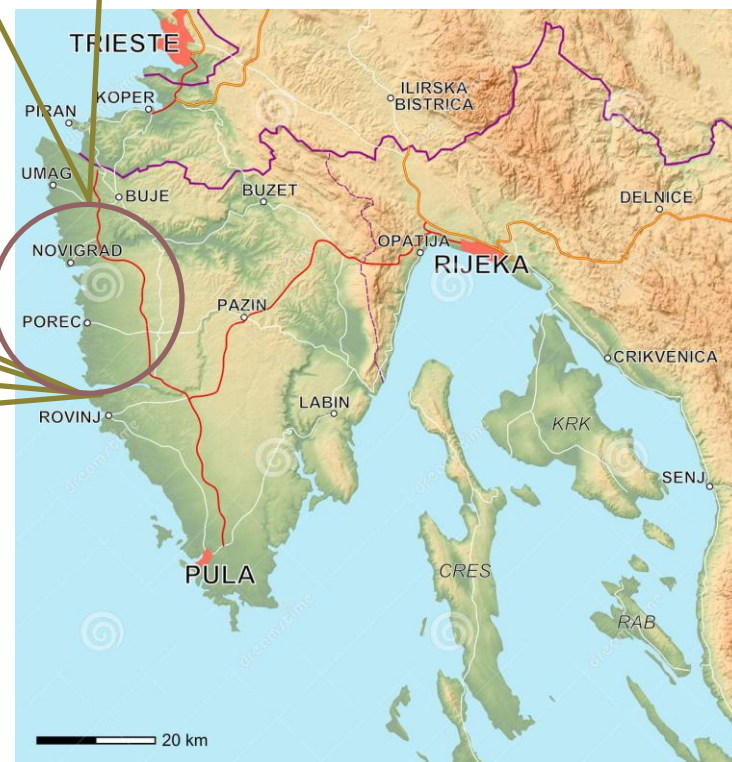 TRIESTE
KOPER
PIRAN
ILIRSKA
BISTRICA
UMAG
BUJE
BUZET
DELNICE
NOVIGRAD
OPATIJA
RIJEKA
PAZIN
POREC
CRIKVENICA
LABIN
ROVINJ
KRK
SENJ
PULA
CRES
RAB
20 km